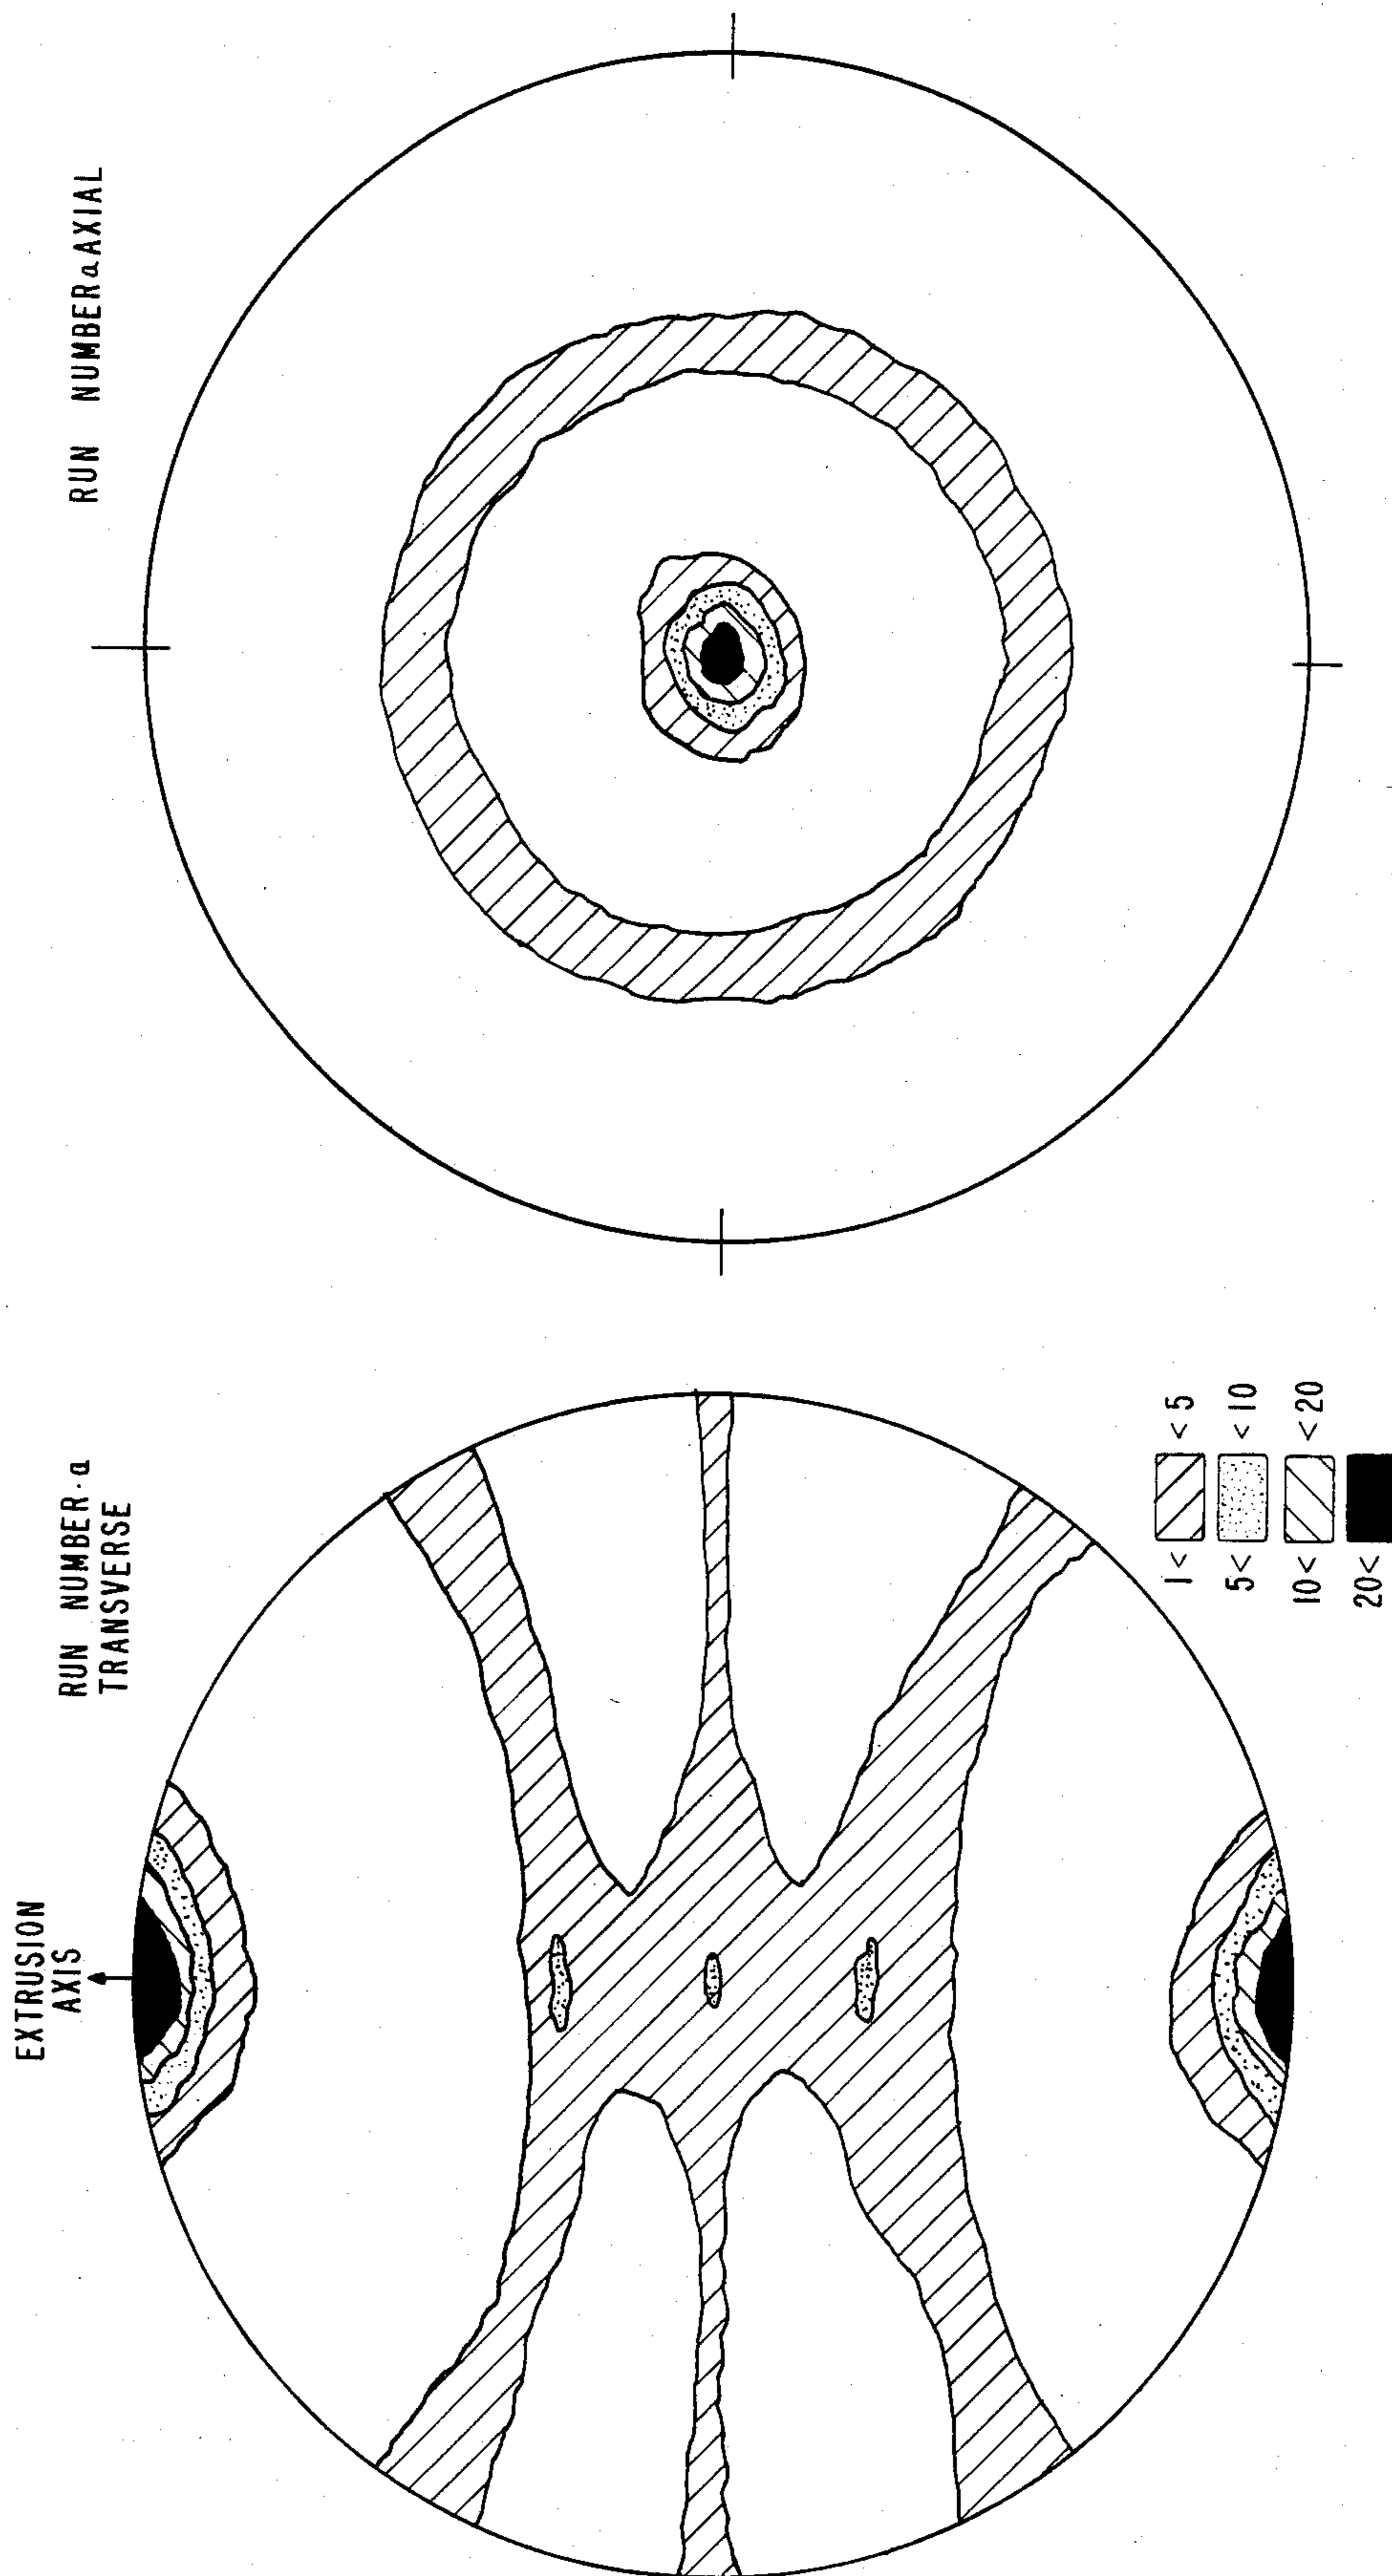 RUN NUMBER a AXIAL
RUN NUMBER·a
TRANSVERSE
EXTRUSION
AXIS
1< <5
5< <10
10< <20
20<